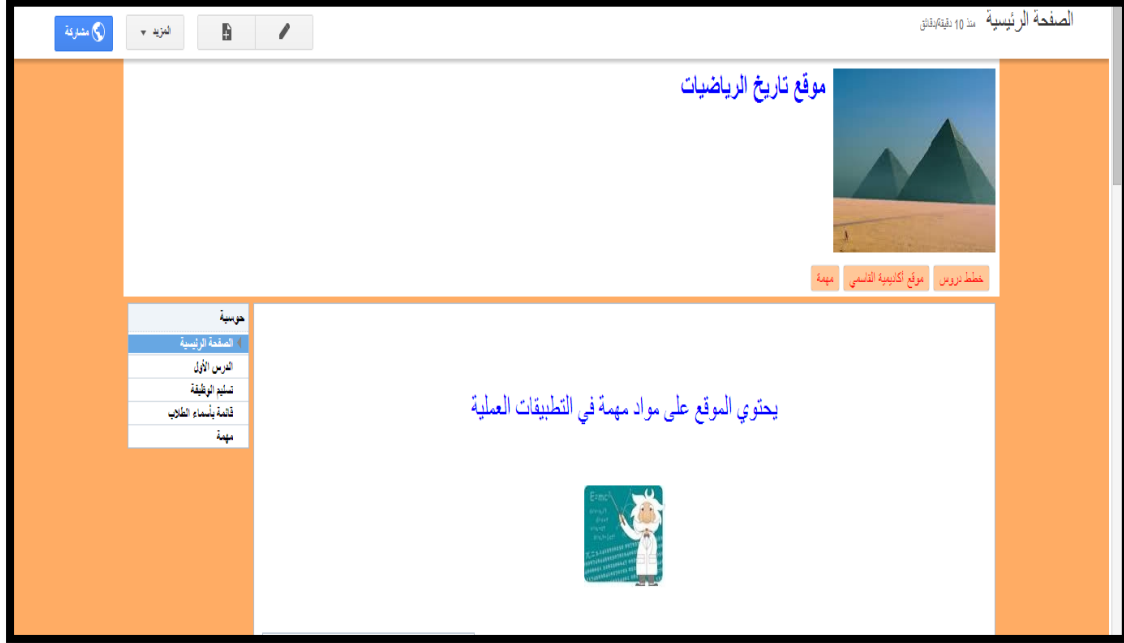 الصفحة الرئيسية منذ 10 دقيقة/دقائق
المزيد
مشاركة
موقع تاريخ الرياضيات
خطط دروس موقع أكاديمية القاسمي مهمة
حوسبة
الصفحة الرئيسية
الدرس الأول
تسليم الوظيفة
قائمة بأسماء الطلاب
مهمة
يحتوي الموقع على مواد مهمة في التطبيقات العملية